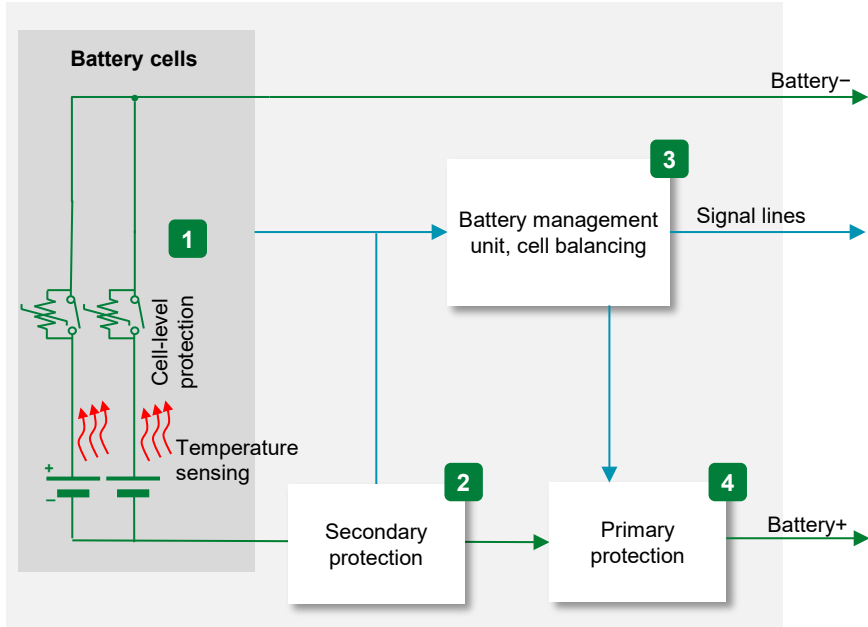 Battery cells
Battery−
3
Battery management
unit, cell balancing
Signal lines
1
Cell-level
protection
Temperature
sensing
+
−
2
Secondary
protection
4
Primary
protection
Battery+